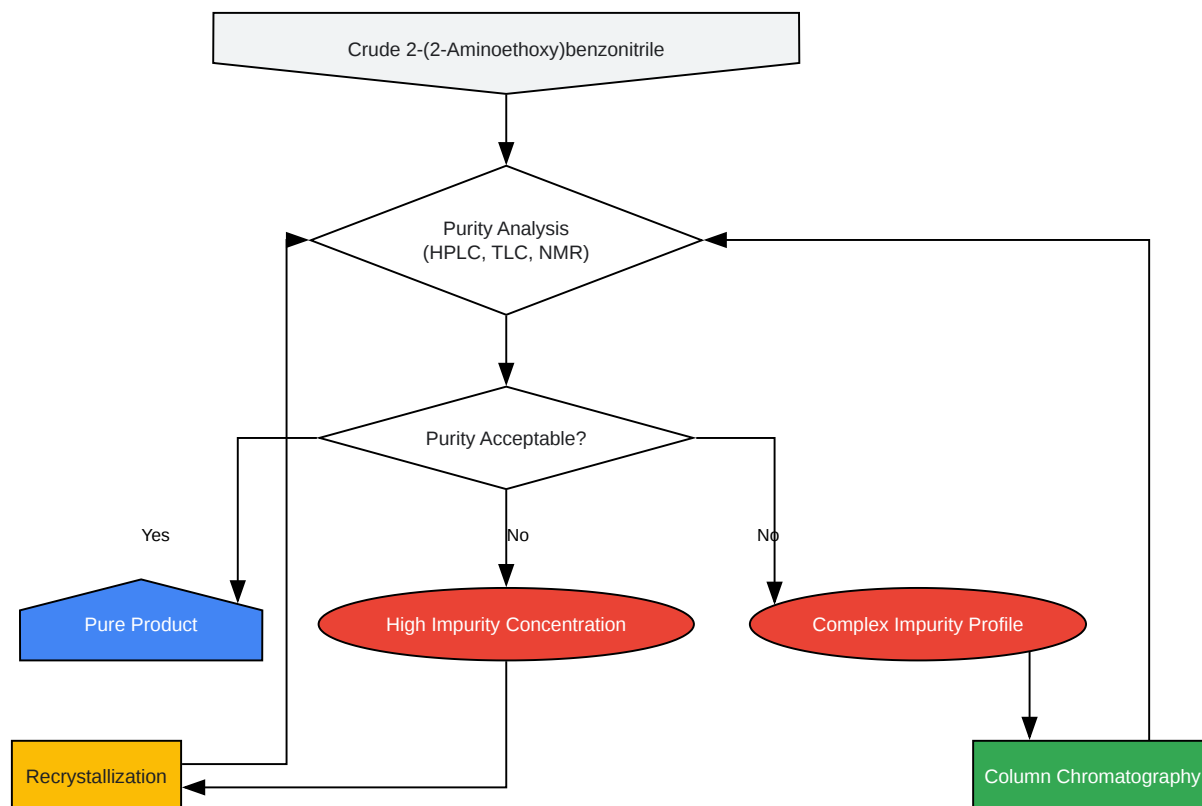 Crude 2-(2-Aminoethoxy)benzonitrile
Purity Analysis
(HPLC, TLC, NMR)
Purity Acceptable?
Yes
No
No
Pure Product
High Impurity Concentration
Complex Impurity Profile
Recrystallization
Column Chromatography